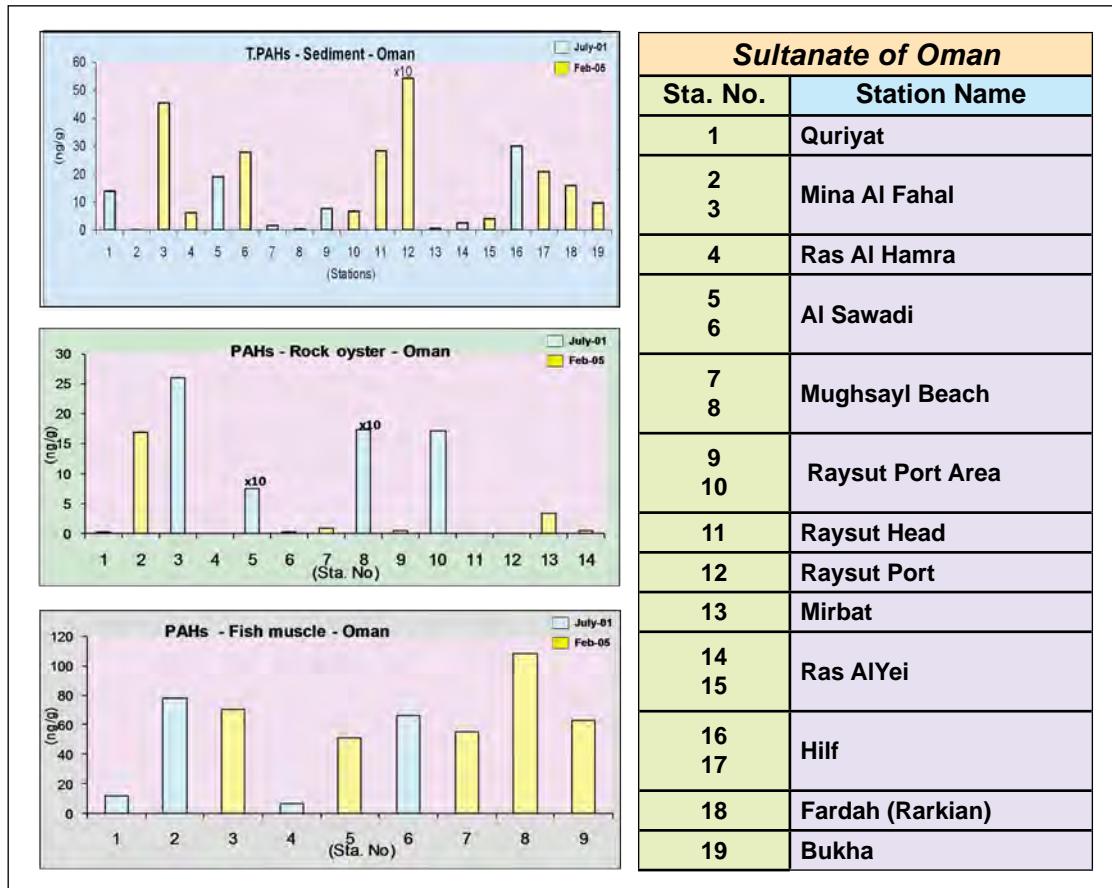 T.PAHs - Sediment - Oman
July-01
Feb-05
x10
60
50
40
30
20
10
0
(ng/g)
1 2 3 4 5 6 7 8 9 10 11 12 13 14 15 16 17 18 19
(Stations)
PAHs - Rock oyster - Oman
July-01
Feb-05
30
25
20
15
10
5
0
(ng/g)
x10
x10
1 2 3 4 5 6 7 8 9 10 11 12 13 14
(Sta. No)
PAHs - Fish muscle - Oman
July-01
Feb-05
120
100
80
60
40
20
0
(ng/g)
1 2 3 4 5 6 7 8 9
(Sta. No)
Sultanate of Oman
Sta. No. Station Name
1 Quriyat
2
3 Mina Al Fahal
4 Ras Al Hamra
5
6 Al Sawadi
7
8 Mughsayl Beach
9
10 Raysut Port Area
11 Raysut Head
12 Raysut Port
13 Mirbat
14
15 Ras AlYei
16
17 Hilf
18 Fardah (Rarkian)
19 Bukha